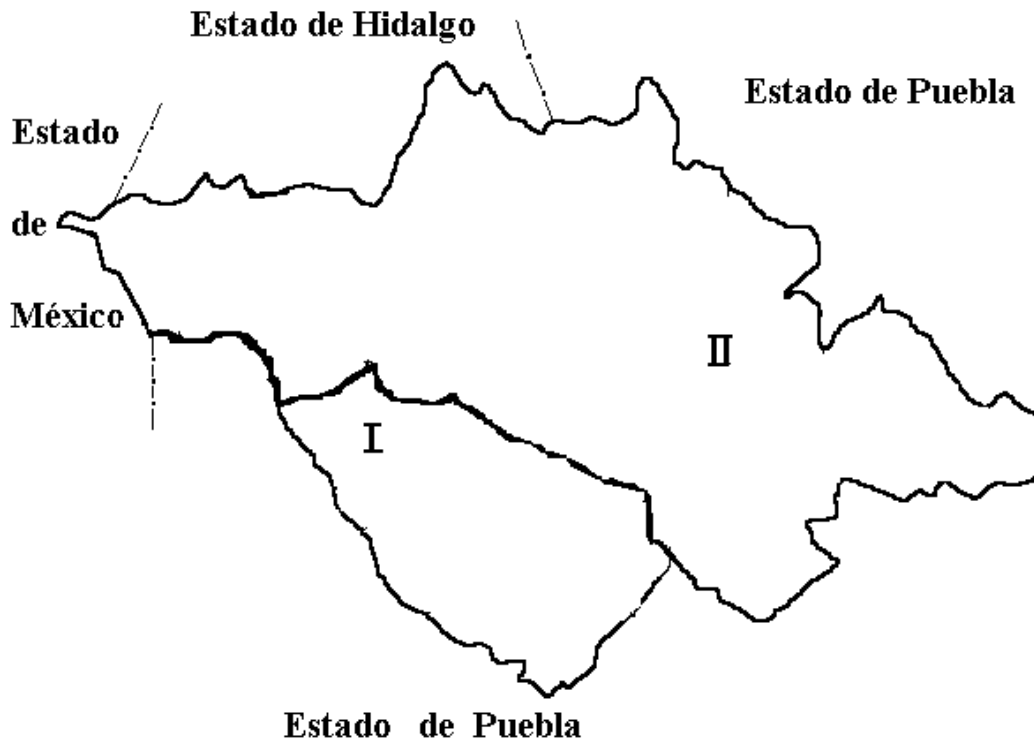 Estado de Hidalgo
Estado de Puebla
Estado
de
México
II
I
Estado de Puebla